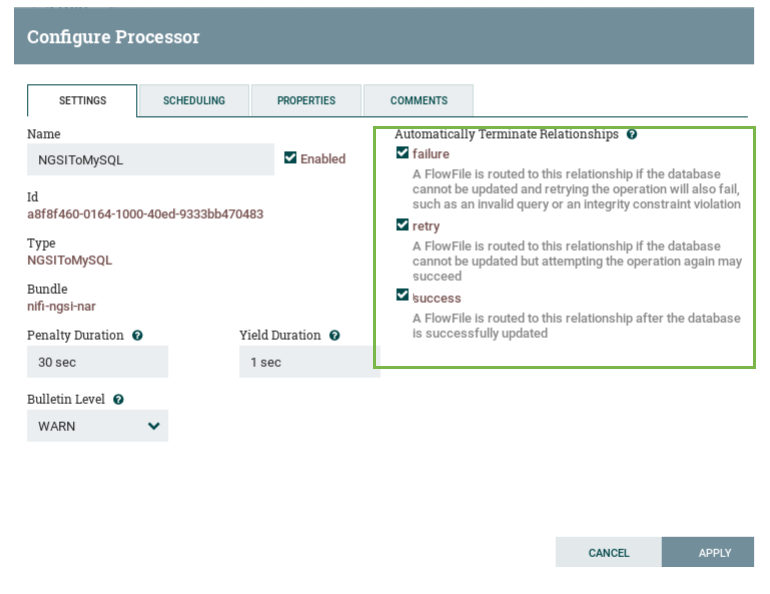 Configure Processor
SETTINGS
SCHEDULING
PROPERTIES
COMMENTS
Name
NGSIToMySQL
Enabled
Id
a8f8f460-0164-1000-40ed-9333bb470483
Type
NGSIToMySQL
Bundle
nifi-ngsi-nar
Penalty Duration
Yield Duration
30 sec
1 sec
Bulletin Level
WARN
Automatically Terminate Relationships
failure
A FlowFile is routed to this relationship if the database
cannot be updated and retrying the operation will also fail,
such as an invalid query or an integrity constraint violation
retry
A FlowFile is routed to this relationship if the database
cannot be updated but attempting the operation again may
succeed
success
A FlowFile is routed to this relationship after the database
is successfully updated
CANCEL
APPLY